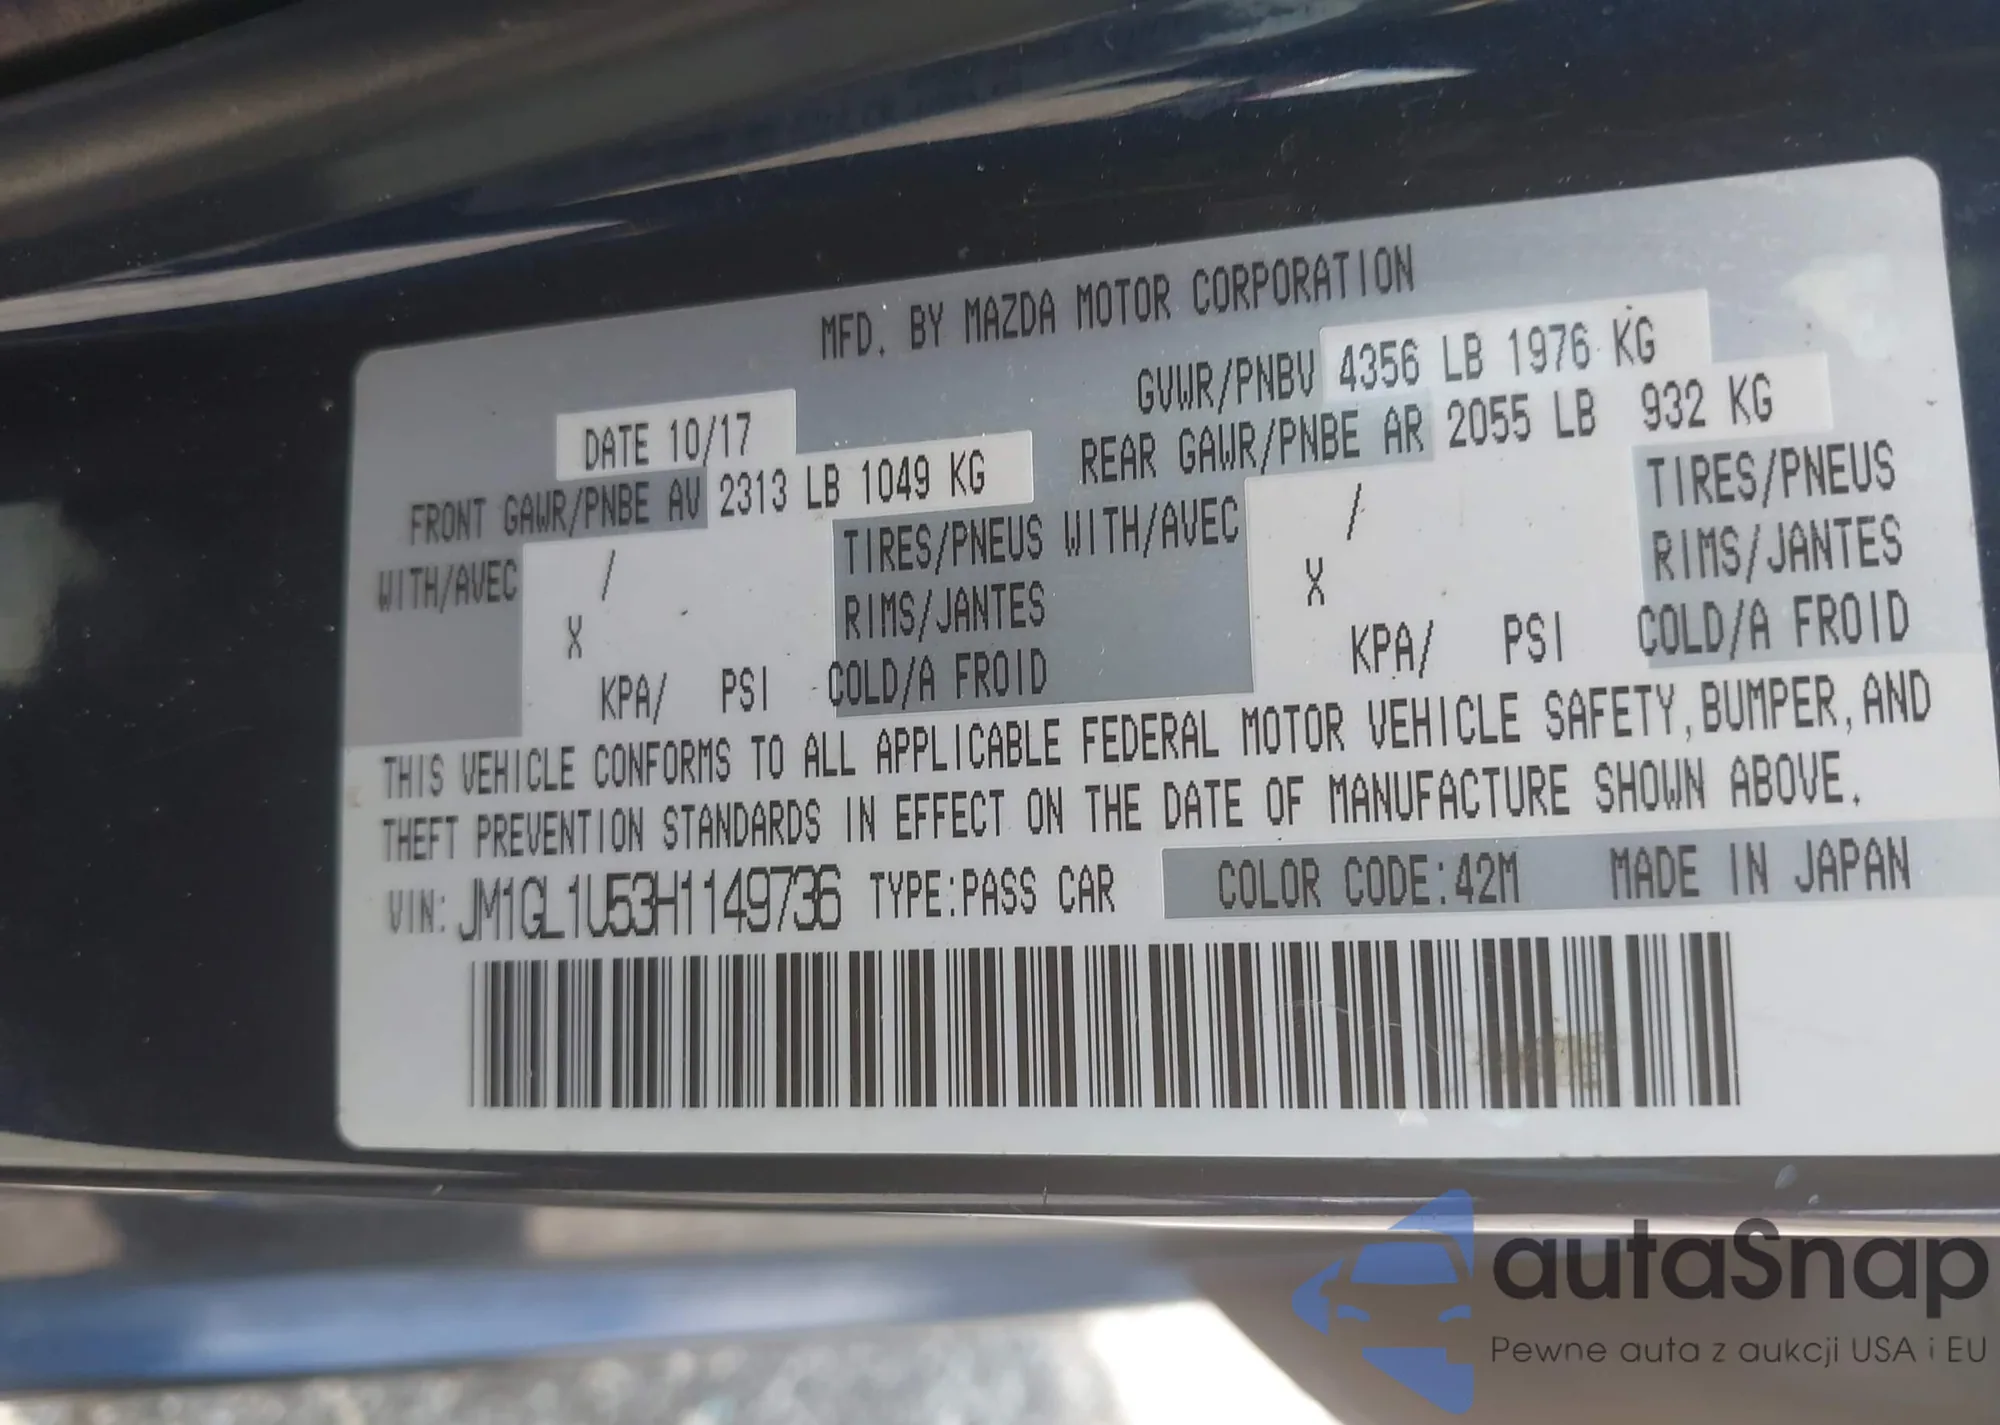 MFD. BY MAZDA MOTOR CORPORATION
DATE 10/17 GVWR/PNBV 4356 LB 1976 KG
FRONT GAWR/PNBE AV 2313 LB 1049 KG REAR GAWR/PNBE AR 2055 LB 932 KG
WITH/AVEC / TIRES/PNEUS WITH/AVEC / TIRES/PNEUS
X RIMS/JANTES X RIMS/JANTES
KPA/ PSI COLD/A FROID KPA/ PSI COLD/A FROID
THIS VEHICLE CONFORMS TO ALL APPLICABLE FEDERAL MOTOR VEHICLE SAFETY, BUMPER, AND
THEFT PREVENTION STANDARDS IN EFFECT ON THE DATE OF MANUFACTURE SHOWN ABOVE.
VIN: JM1GL1U53H1149736 TYPE:PASS CAR COLOR CODE:42M MADE IN JAPAN
autaSnap
Pewne auta z aukcji USA i EU